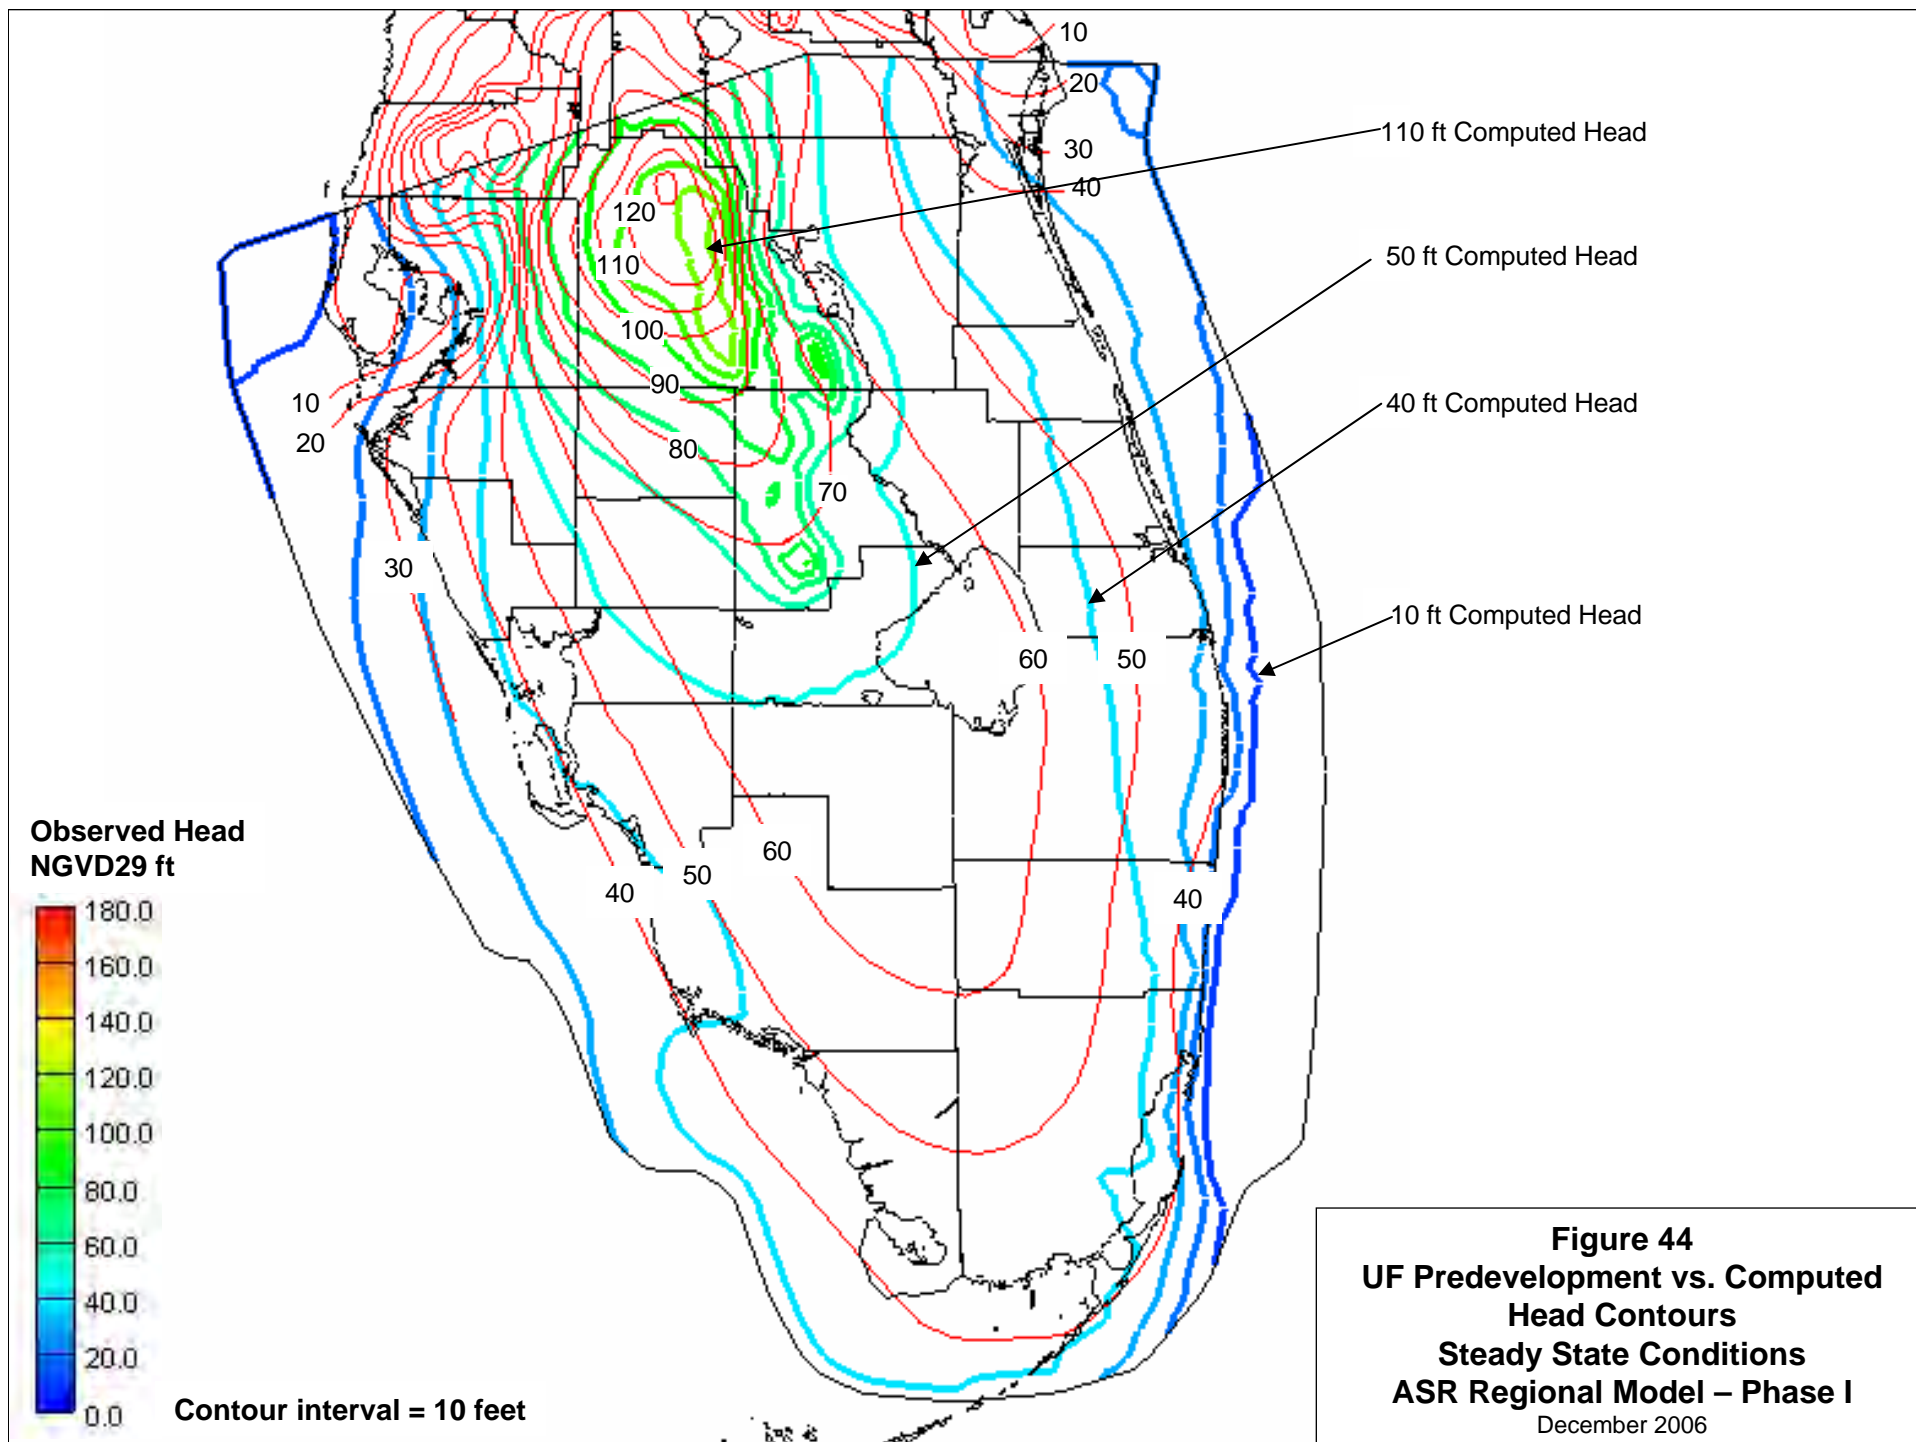 10
20
30
40
110 ft Computed Head
120
110
100
90
80
70
50 ft Computed Head
40 ft Computed Head
10 ft Computed Head
10
20
30
60
50
60
50
40
40
Observed Head
NGVD29 ft
180.0
160.0
140.0
120.0
100.0
80.0
60.0
40.0
20.0
0.0
Contour interval = 10 feet
Figure 44
UF Predevelopment vs. Computed
Head Contours
Steady State Conditions
ASR Regional Model – Phase I
December 2006